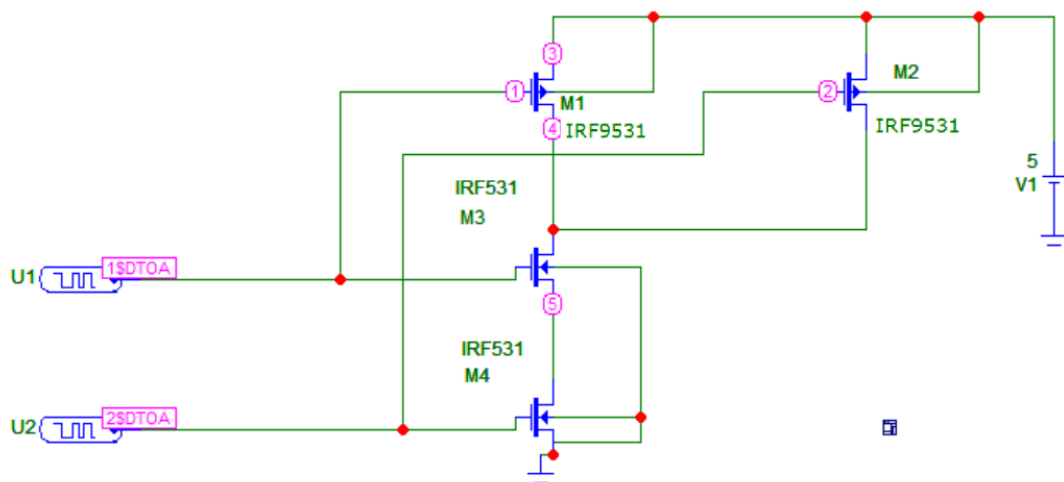 3
1
M1
4
IRF9531
2
M2
IRF9531
5
V1
IRF531
M3
U1
1$DTOA
5
IRF531
M4
U2
2$DTOA